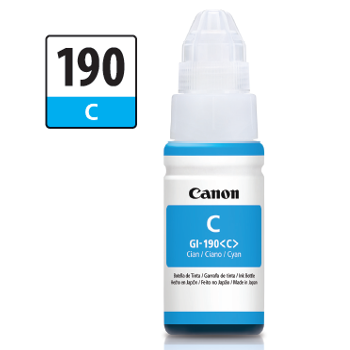 190
C
Canon
C
GI-190<C>
Cian / Ciano / Cyan
Botella de Tinta / Garrafa de tinta / Ink Bottle
Hecho en Japón / Feito no Japão / Made in Japan